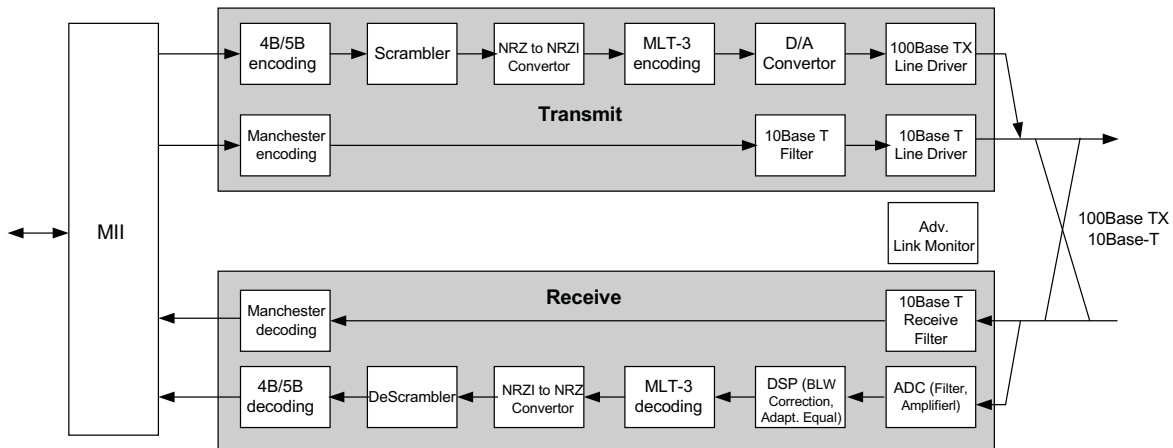 4B/5B
encoding
Scrambler
NRZ to NRZI
Convertor
MLT-3
encoding
D/A
Convertor
100Base TX
Line Driver
Transmit
Manchester
encoding
10Base T
Filter
10Base T
Line Driver
MII
Adv.
Link Monitor
100Base TX
10Base-T
Receive
Manchester
decoding
10Base T
Receive
Filter
4B/5B
decoding
DeScrambler
NRZI to NRZ
Convertor
MLT-3
decoding
DSP (BLW
Correction,
Adapt. Equal)
ADC (Filter,
Amplifierl)